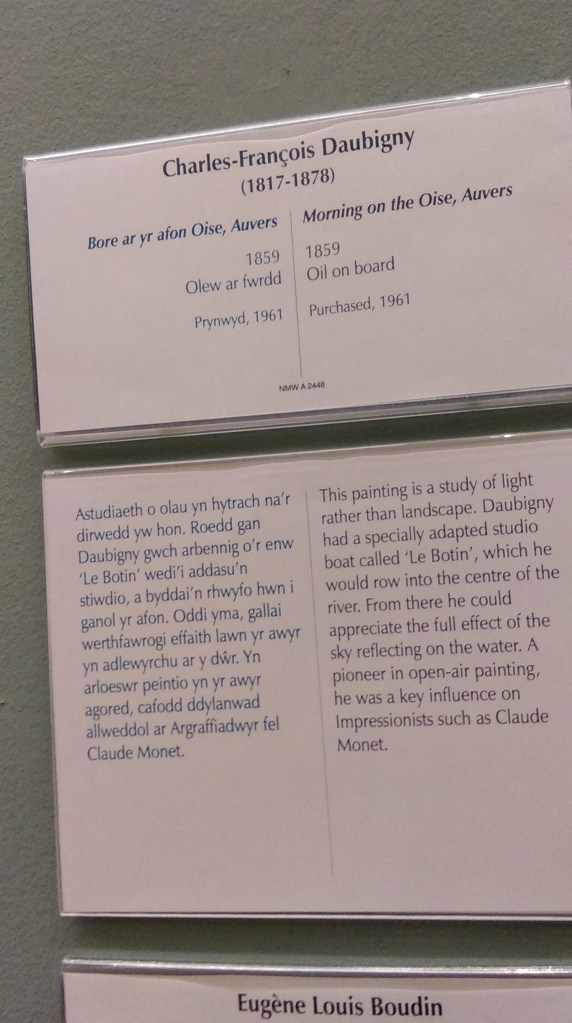 Charles-François Daubigny
(1817-1878)
Bore ar yr afon Oise, Auvers
1859
Olew ar fwrdd
Prynwyd, 1961
Morning on the Oise, Auvers
1859
Oil on board
Purchased, 1961
NMW A 2448
Astudiaeth o olau yn hytrach na'r
dirwedd yw hon. Roedd gan
Daubigny gwch arbennig o'r enw
'Le Botin' wedi'i addasu'n
stiwdio, a byddai'n rhwyfo hwn i
ganol yr afon. Oddi yma, gallai
werthfawrogi effaith lawn yr awyr
yn adlewyrchu ar y dŵr. Yn
arloeswr peintio yn yr awyr
agored, cafodd ddylanwad
allweddol ar Argraffiadwyr fel
Claude Monet.
This painting is a study of light
rather than landscape. Daubigny
had a specially adapted studio
boat called 'Le Botin', which he
would row into the centre of the
river. From there he could
appreciate the full effect of the
sky reflecting on the water. A
pioneer in open-air painting,
he was a key influence on
Impressionists such as Claude
Monet.
Eugène Louis Boudin